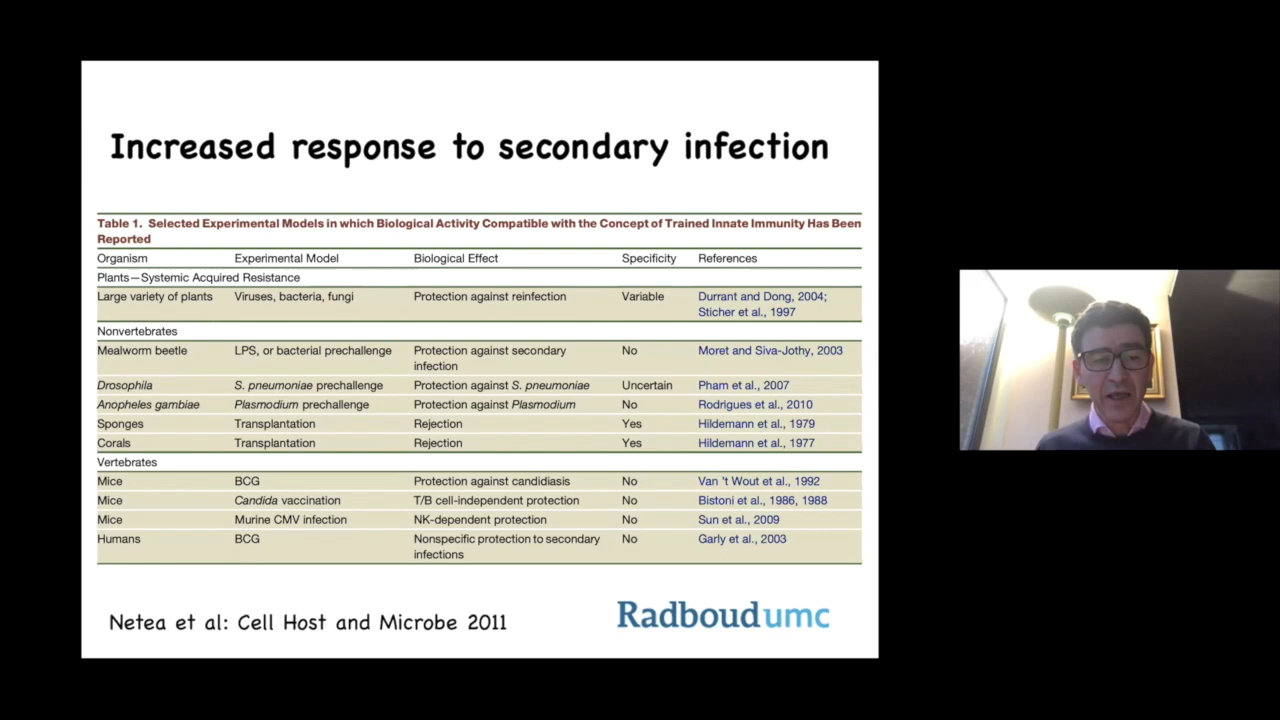 Increased response to secondary infection
Table 1. Selected Experimental Models in which Biological Activity Compatible with the Concept of Trained Innate Immunity Has Been
Reported
Organism Experimental Model Biological Effect Specificity References
Plants—Systemic Acquired Resistance
Large variety of plants Viruses, bacteria, fungi Protection against reinfection Variable Durrant and Dong, 2004;
Sticher et al., 1997
Nonvertebrates
Mealworm beetle LPS, or bacterial prechallenge Protection against secondary No Moret and Siva-Jothy, 2003
infection
Drosophila S. pneumoniae prechallenge Protection against S. pneumoniae Uncertain Pham et al., 2007
Anopheles gambiae Plasmodium prechallenge Protection against Plasmodium No Rodrigues et al., 2010
Sponges Transplantation Rejection Yes Hildemann et al., 1979
Corals Transplantation Rejection Yes Hildemann et al., 1977
Vertebrates
Mice BCG Protection against candidiasis No Van 't Wout et al., 1992
Mice Candida vaccination T/B cell-independent protection No Bistoni et al., 1986, 1988
Mice Murine CMV infection NK-dependent protection No Sun et al., 2009
Humans BCG Nonspecific protection to secondary No Garly et al., 2003
infections
Netea et al: Cell Host and Microbe 2011
Radboudumc